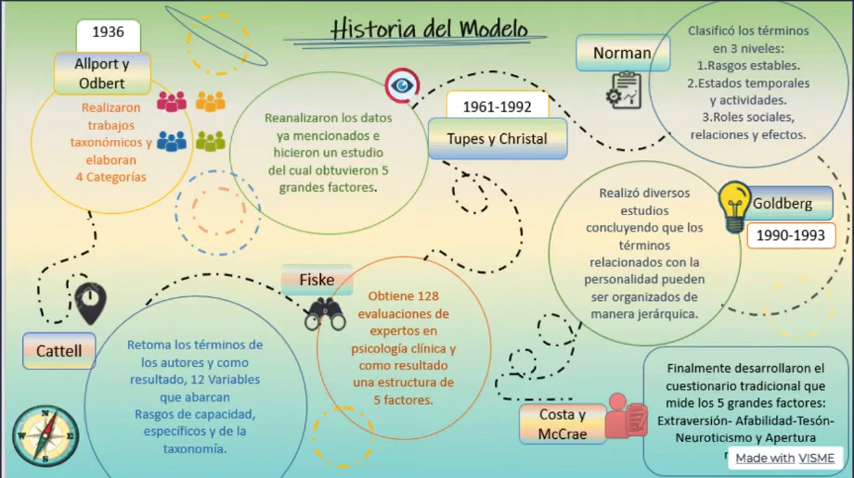 Historia del Modelo
1936
Allport y
Odbert
Realizaron
trabajos
taxonómicos y
elaboran
4 Categorías
Cattell
Retoma los términos de
los autores y como
resultado, 12 Variables
que abarcan
Rasgos de capacidad,
específicos y de la
taxonomía.
Fiske
Obtiene 128
evaluaciones de
expertos en
psicología clínica y
como resultado
una estructura de
5 factores.
1961-1992
Tupes y Christal
Reanalizaron los datos
ya mencionados e
hicieron un estudio
del cual obtuvieron 5
grandes factores.
Norman
Clasificó los términos
en 3 niveles:
1.Rasgos estables.
2.Estados temporales
y actividades.
3.Roles sociales,
relaciones y efectos.
Goldberg
1990-1993
Realizó diversos
estudios
concluyendo que los
términos
relacionados con la
personalidad pueden
ser organizados de
manera jerárquica.
Costa y
McCrae
Finalmente desarrollaron el
cuestionario tradicional que
mide los 5 grandes factores:
Extraversión- Afabilidad-Tesón-
Neuroticismo y Apertura
Made with VISME
N
W
E
S